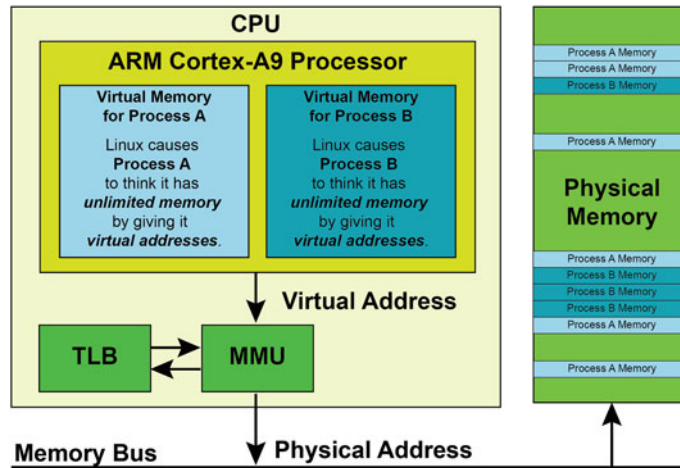 CPU
ARM Cortex-A9 Processor
Virtual Memory
for Process A
Linux causes
Process A
to think it has
unlimited memory
by giving it
virtual addresses.
Virtual Memory
for Process B
Linux causes
Process B
to think it has
unlimited memory
by giving it
virtual addresses.
Virtual Address
TLB
MMU
Memory Bus
Physical Address
Process A Memory
Process A Memory
Process B Memory
Process A Memory
Physical
Memory
Process A Memory
Process B Memory
Process B Memory
Process B Memory
Process A Memory
Process A Memory